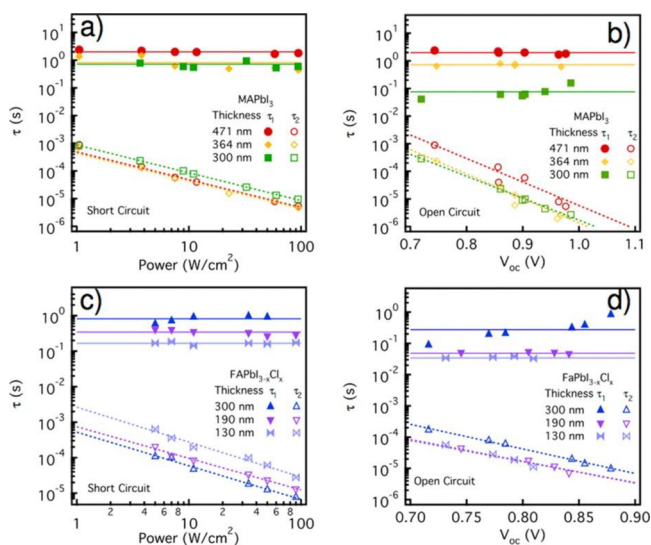 a)
τ (s)
10¹
10⁰
10⁻¹
10⁻²
10⁻³
10⁻⁴
10⁻⁵
10⁻⁶
MAPbI₃
Thickness τ₁ τ₂
471 nm
364 nm
300 nm
Short Circuit
1
10
100
Power (W/cm²)
b)
τ (s)
10¹
10⁰
10⁻¹
10⁻²
10⁻³
10⁻⁴
10⁻⁵
10⁻⁶
MAPbI₃
Thickness τ₁ τ₂
471 nm
364 nm
300 nm
Open Circuit
0.7 0.8 0.9 1.0 1.1
Vₒc (V)
c)
τ (s)
10¹
10⁰
10⁻¹
10⁻²
10⁻³
10⁻⁴
10⁻⁵
FAPbI₃₋ₓClₓ
Thickness τ₁ τ₂
300 nm
190 nm
130 nm
Short Circuit
1 2 4 6 8 10 2 4 6 8 100
Power (W/cm²)
d)
τ (s)
10¹
10⁰
10⁻¹
10⁻²
10⁻³
10⁻⁴
10⁻⁵
10⁻⁶
FaPbI₃₋ₓClₓ
Thickness τ₁ τ₂
300 nm
190 nm
130 nm
Open Circuit
0.70 0.75 0.80 0.85 0.90
Vₒc (V)